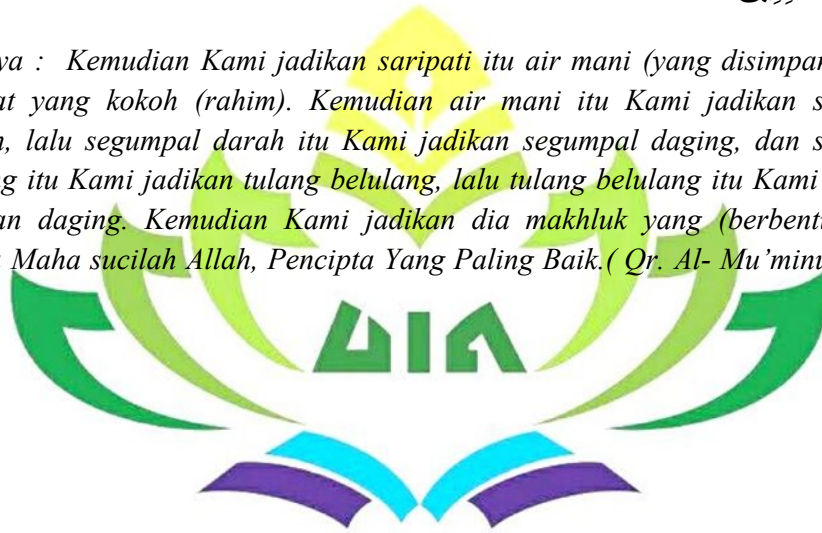 ya : Kemudian Kami jadikan saripati itu air mani (yang disimpan
at yang kokoh (rahim). Kemudian air mani itu Kami jadikan s
n, lalu segumpal darah itu Kami jadikan segumpal daging, dan s
g itu Kami jadikan tulang belulang, lalu tulang belulang itu Kami
an daging. Kemudian Kami jadikan dia makhluk yang (berbent
Maha sucilah Allah, Pencipta Yang Paling Baik.( Qr. Al- Mu’minu
UIN